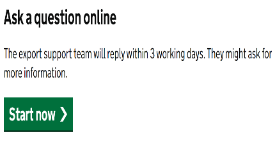 Ask a question online
The export support team will reply within 3 working days. They might ask for
more information.
Start now ❯